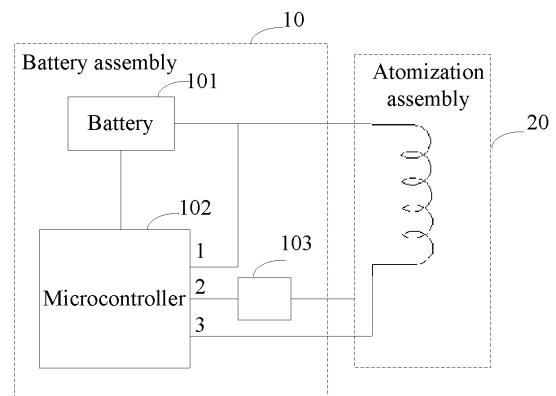 10
Battery assembly
101
Battery
Atomization
assembly
20
102
1
103
2
Microcontroller
3